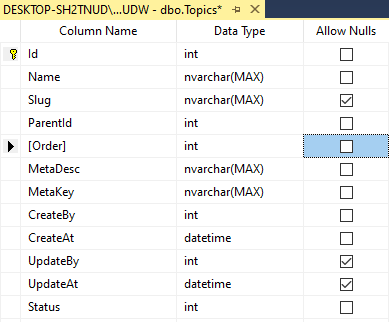 DESKTOP-SH2TNUD\...UDW - dbo.Topics*
Column Name Data Type Allow Nulls
Id int
Name nvarchar(MAX)
Slug nvarchar(MAX)
ParentId int
[Order] int
MetaDesc nvarchar(MAX)
MetaKey nvarchar(MAX)
CreateBy int
CreateAt datetime
UpdateBy int
UpdateAt datetime
Status int